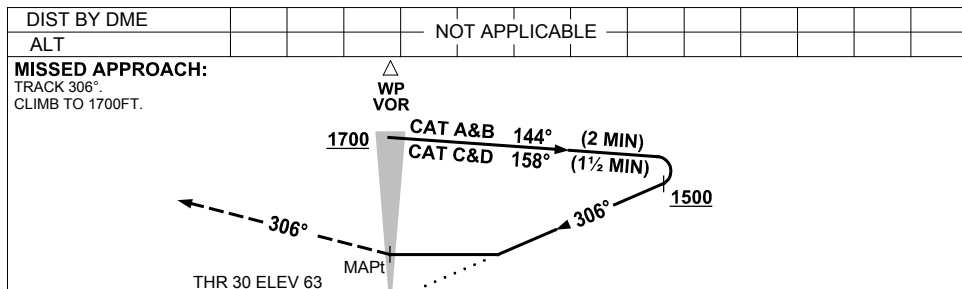 DIST BY DME
NOT APPLICABLE
ALT
MISSED APPROACH:
TRACK 306°.
CLIMB TO 1700FT.
WP
VOR
1700
CAT A&B 144° (2 MIN)
CAT C&D 158° (1½ MIN)
1500
306°
306°
MAPt
THR 30 ELEV 63